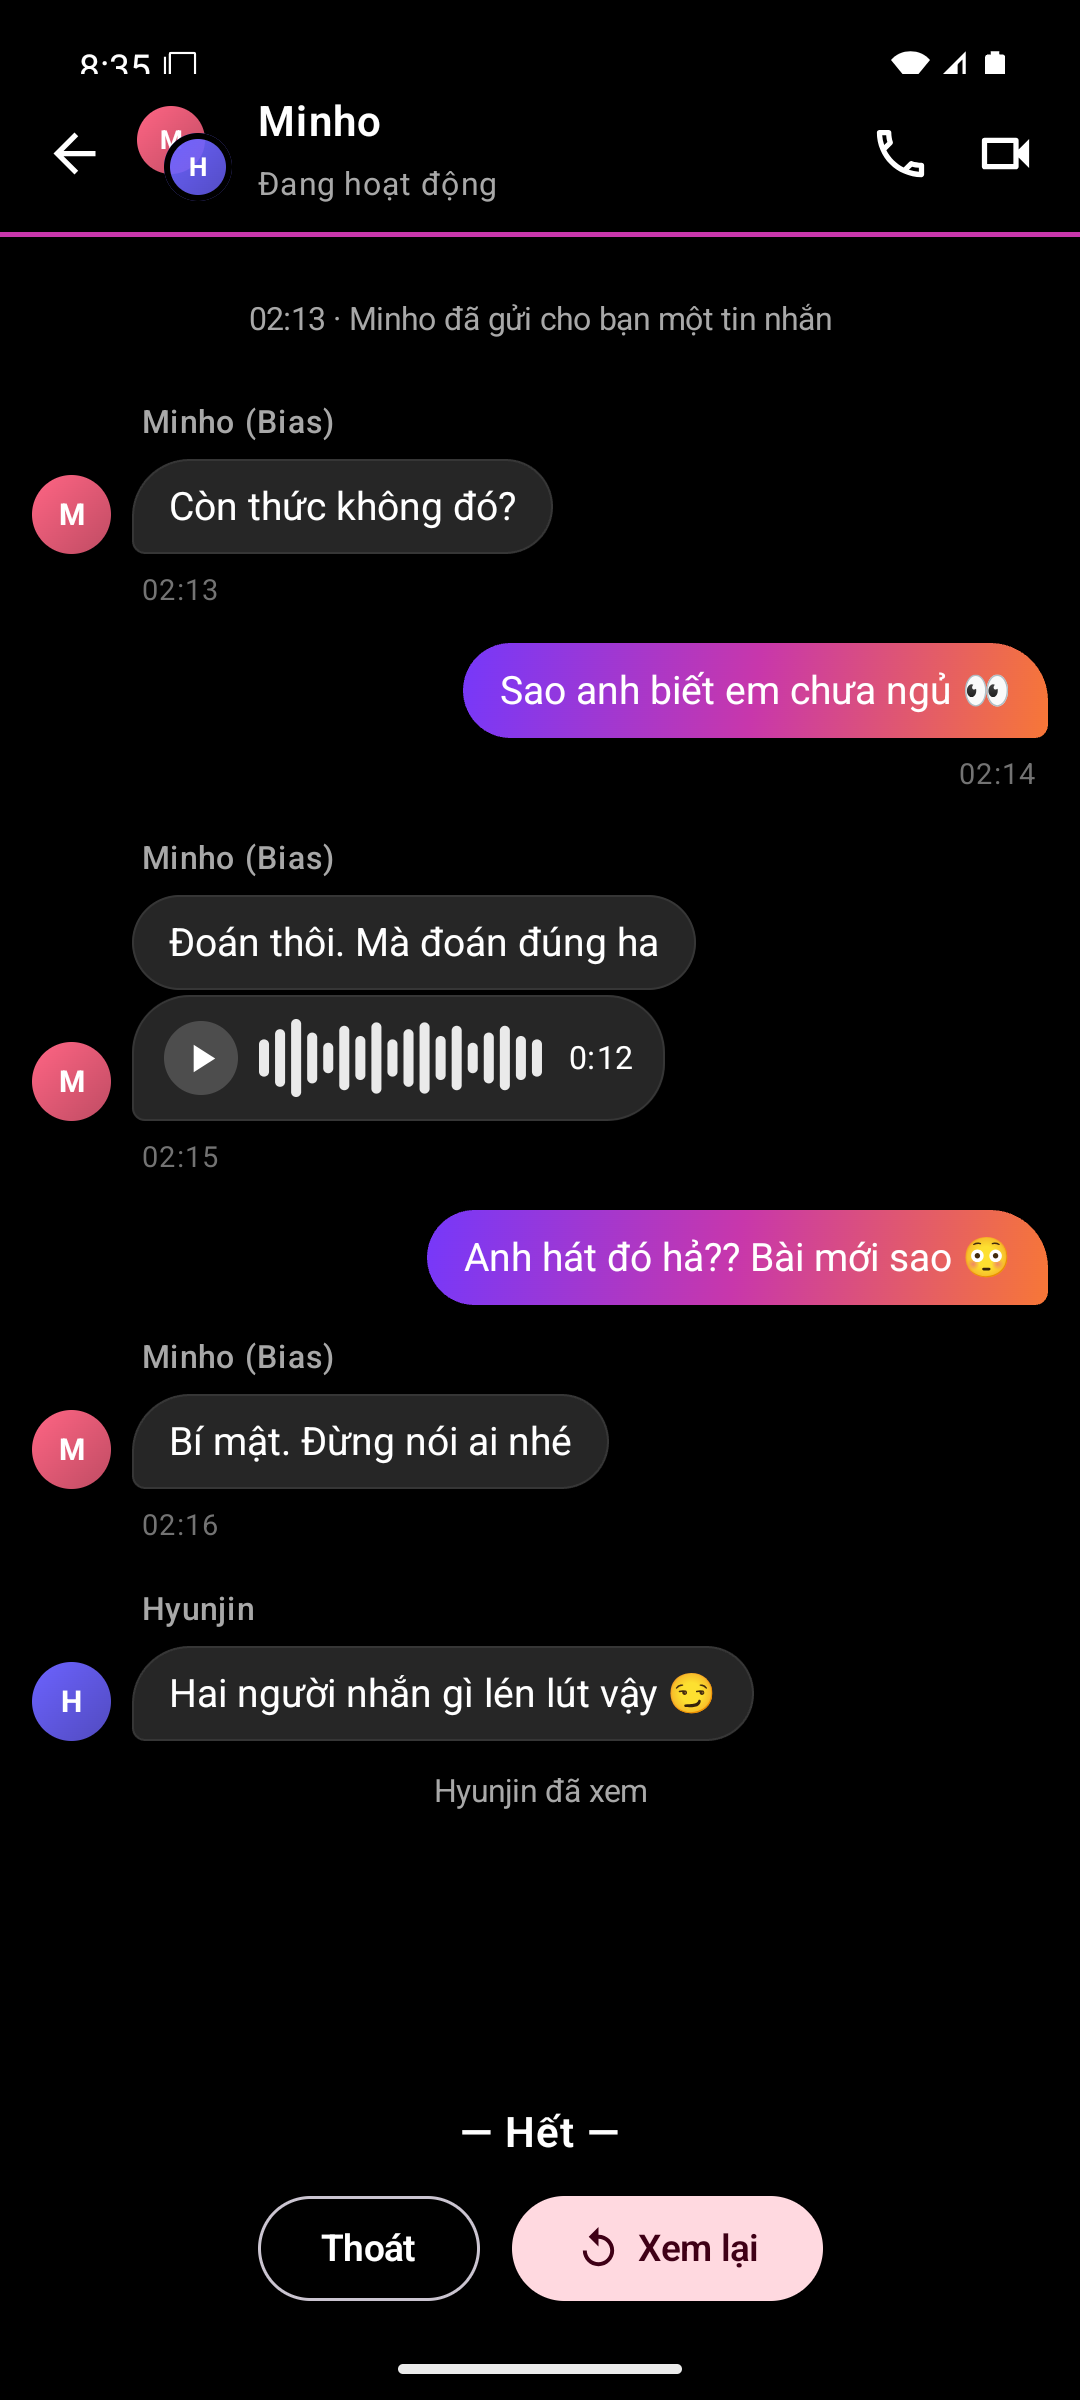 8:35
M
H
Minho
Đang hoạt động
02:13 · Minho đã gửi cho bạn một tin nhắn
Minho (Bias)
M
Còn thức không đó?
02:13
Sao anh biết em chưa ngủ 👀
02:14
Minho (Bias)
Đoán thôi. Mà đoán đúng ha
M
0:12
02:15
Anh hát đó hả?? Bài mới sao 😳
Minho (Bias)
M
Bí mật. Đừng nói ai nhé
02:16
Hyunjin
H
Hai người nhắn gì lén lút vậy 😏
Hyunjin đã xem
— Hết —
Thoát
Xem lại